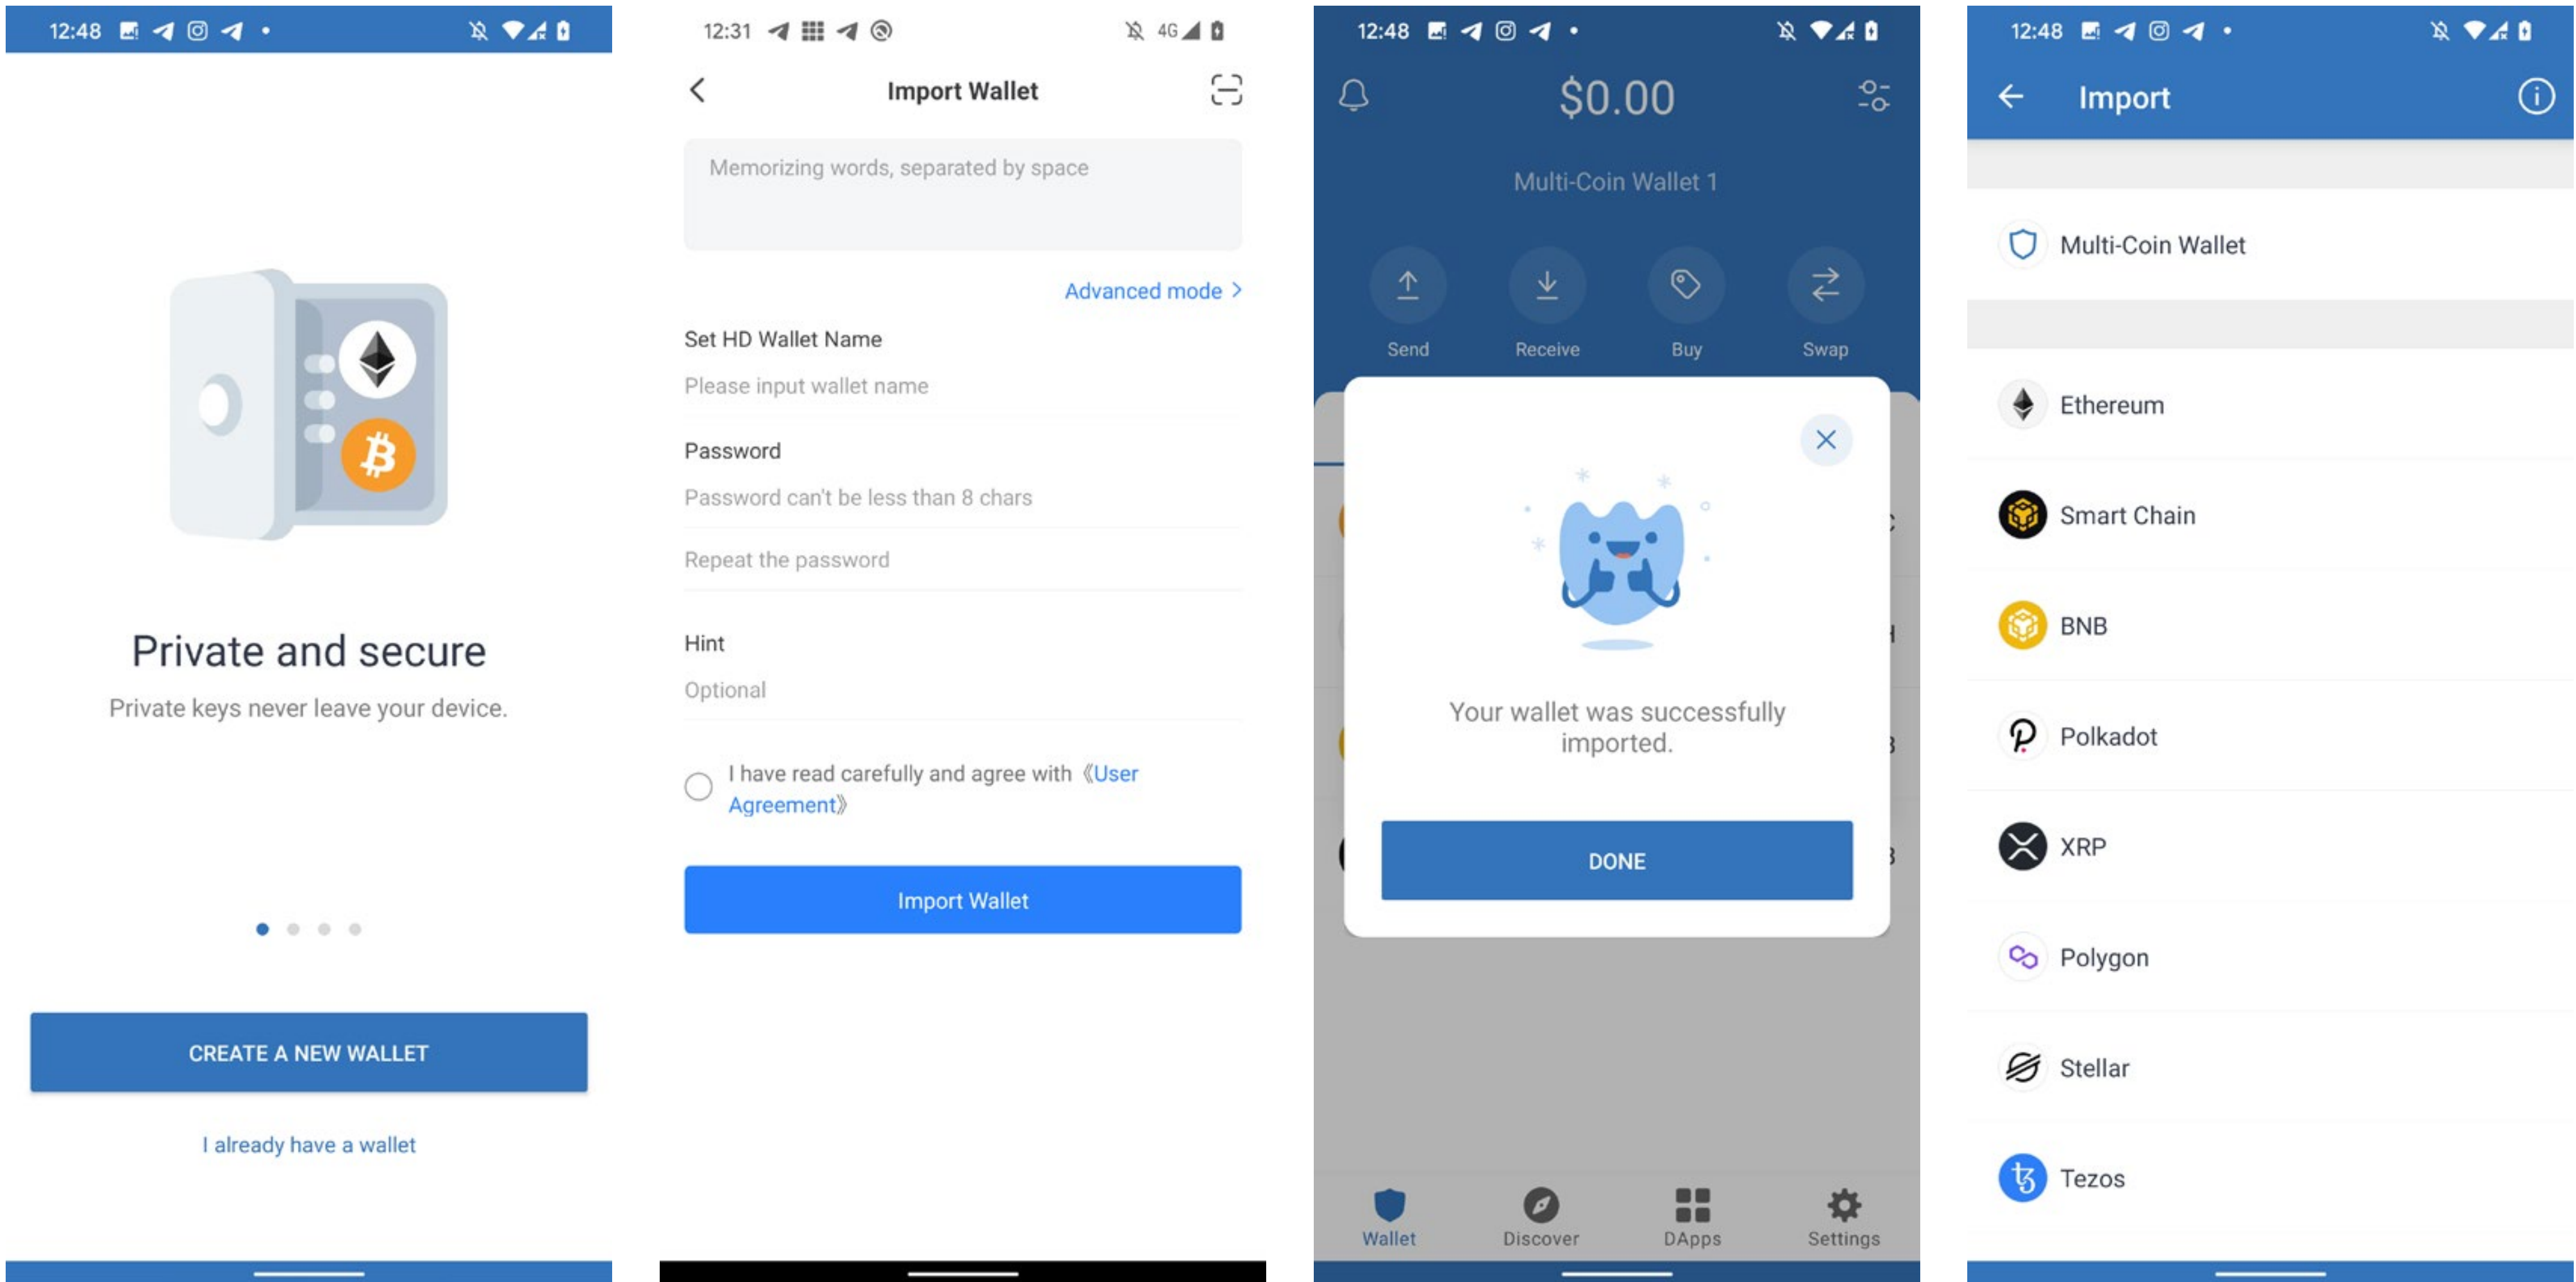 12:48
Private and secure
Private keys never leave your device.
CREATE A NEW WALLET
I already have a wallet
12:31
4G
Import Wallet
Memorizing words, separated by space
Advanced mode >
Set HD Wallet Name
Please input wallet name
Password
Password can't be less than 8 chars
Repeat the password
Hint
Optional
I have read carefully and agree with《User
Agreement》
Import Wallet
12:48
$0.00
Multi-Coin Wallet 1
Send
Receive
Buy
Swap
Your wallet was successfully
imported.
DONE
Wallet
Discover
DApps
Settings
12:48
Import
Multi-Coin Wallet
Ethereum
Smart Chain
BNB
Polkadot
XRP
Polygon
Stellar
Tezos